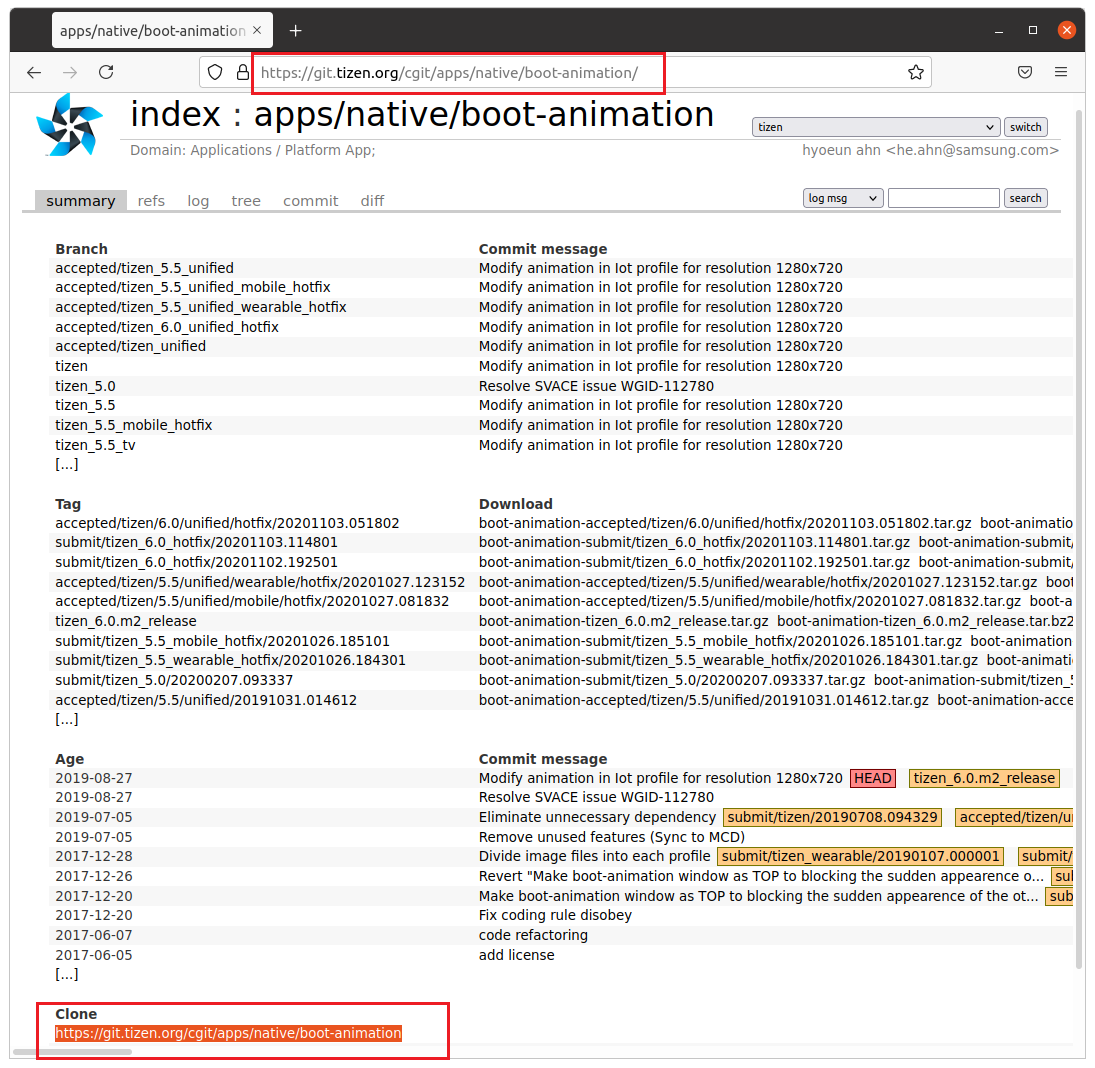 apps/native/boot-animation
https://git.tizen.org/cgit/apps/native/boot-animation/
index : apps/native/boot-animation
tizen switch
Domain: Applications / Platform App; hyoeun ahn <he.ahn@samsung.com>
summary refs log tree commit diff log msg search
Branch Commit message
accepted/tizen_5.5_unified Modify animation in Iot profile for resolution 1280x720
accepted/tizen_5.5_unified_mobile_hotfix Modify animation in Iot profile for resolution 1280x720
accepted/tizen_5.5_unified_wearable_hotfix Modify animation in Iot profile for resolution 1280x720
accepted/tizen_6.0_unified_hotfix Modify animation in Iot profile for resolution 1280x720
accepted/tizen_unified Modify animation in Iot profile for resolution 1280x720
tizen Modify animation in Iot profile for resolution 1280x720
tizen_5.0 Resolve SVACE issue WGID-112780
tizen_5.5 Modify animation in Iot profile for resolution 1280x720
tizen_5.5_mobile_hotfix Modify animation in Iot profile for resolution 1280x720
tizen_5.5_tv Modify animation in Iot profile for resolution 1280x720
[...]
Tag Download
accepted/tizen/6.0/unified/hotfix/20201103.051802 boot-animation-accepted/tizen/6.0/unified/hotfix/20201103.051802.tar.gz boot-animatio
submit/tizen_6.0_hotfix/20201103.114801 boot-animation-submit/tizen_6.0_hotfix/20201103.114801.tar.gz boot-animation-submit/
submit/tizen_6.0_hotfix/20201102.192501 boot-animation-submit/tizen_6.0_hotfix/20201102.192501.tar.gz boot-animation-submit/
accepted/tizen/5.5/unified/wearable/hotfix/20201027.123152 boot-animation-accepted/tizen/5.5/unified/wearable/hotfix/20201027.123152.tar.gz boot
accepted/tizen/5.5/unified/mobile/hotfix/20201027.081832 boot-animation-accepted/tizen/5.5/unified/mobile/hotfix/20201027.081832.tar.gz boot-a
tizen_6.0.m2_release boot-animation-tizen_6.0.m2_release.tar.gz boot-animation-tizen_6.0.m2_release.tar.bz2
submit/tizen_5.5_mobile_hotfix/20201026.185101 boot-animation-submit/tizen_5.5_mobile_hotfix/20201026.185101.tar.gz boot-animation
submit/tizen_5.5_wearable_hotfix/20201026.184301 boot-animation-submit/tizen_5.5_wearable_hotfix/20201026.184301.tar.gz boot-animati
submit/tizen_5.0/20200207.093337 boot-animation-submit/tizen_5.0/20200207.093337.tar.gz boot-animation-submit/tizen_5
accepted/tizen/5.5/unified/20191031.014612 boot-animation-accepted/tizen/5.5/unified/20191031.014612.tar.gz boot-animation-acce
[...]
Age Commit message
2019-08-27 Modify animation in Iot profile for resolution 1280x720 HEAD tizen_6.0.m2_release
2019-08-27 Resolve SVACE issue WGID-112780
2019-07-05 Eliminate unnecessary dependency submit/tizen/20190708.094329 accepted/tizen/u
2019-07-05 Remove unused features (Sync to MCD)
2017-12-28 Divide image files into each profile submit/tizen_wearable/20190107.000001 submit/
2017-12-26 Revert "Make boot-animation window as TOP to blocking the sudden appearence o... su
2017-12-20 Make boot-animation window as TOP to blocking the sudden appearence of the ot... sub
2017-12-20 Fix coding rule disobey
2017-06-07 code refactoring
2017-06-05 add license
[...]
Clone
https://git.tizen.org/cgit/apps/native/boot-animation